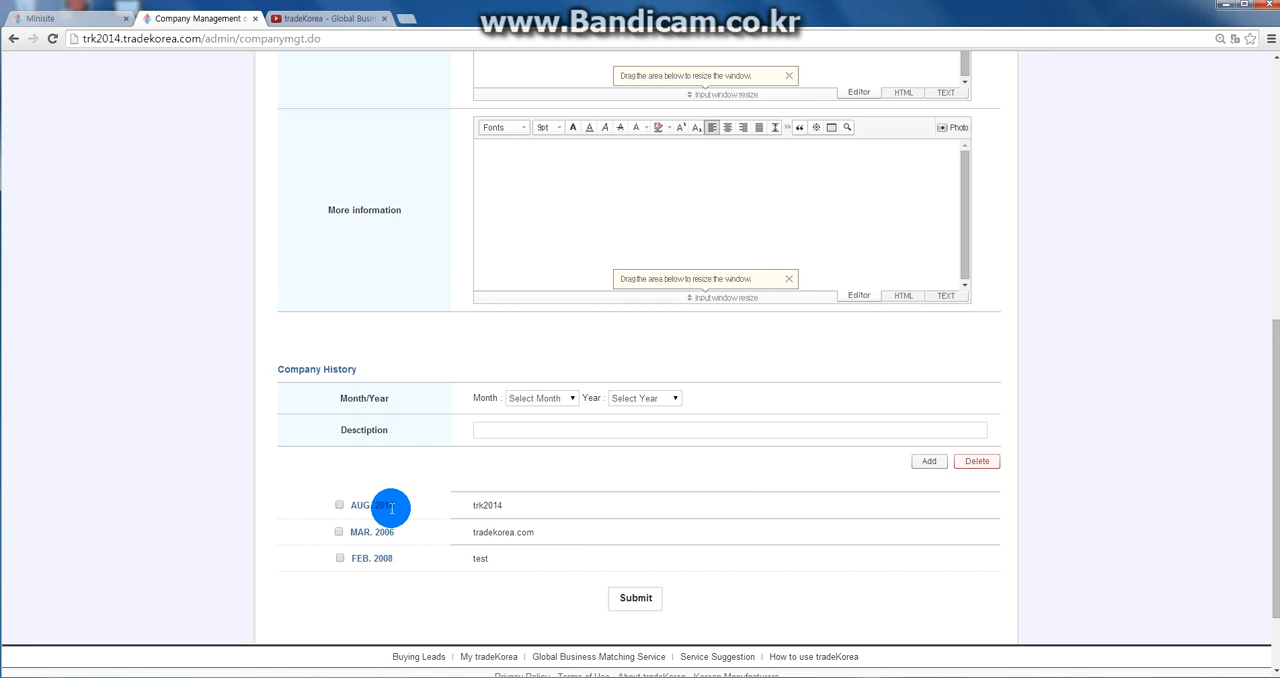 www.Bandicam.co.kr
Minisite
Company Management o
tradeKorea - Global Busin
trk2014.tradekorea.com/admin/companymgt.do
Drag the area below to resize the window.
Input window resize
Editor HTML TEXT
Fonts 9pt Photo
More information
Drag the area below to resize the window.
Input window resize
Editor HTML TEXT
Company History
Month/Year Month : Select Month Year : Select Year
Desctiption
Add Delete
AUG. trk2014
MAR. 2006 tradekorea.com
FEB. 2008 test
Submit
Buying Leads | My tradeKorea | Global Business Matching Service | Service Suggestion | How to use tradeKorea
Privacy Policy Terms of Use About tradeKorea Korean Manufacturers